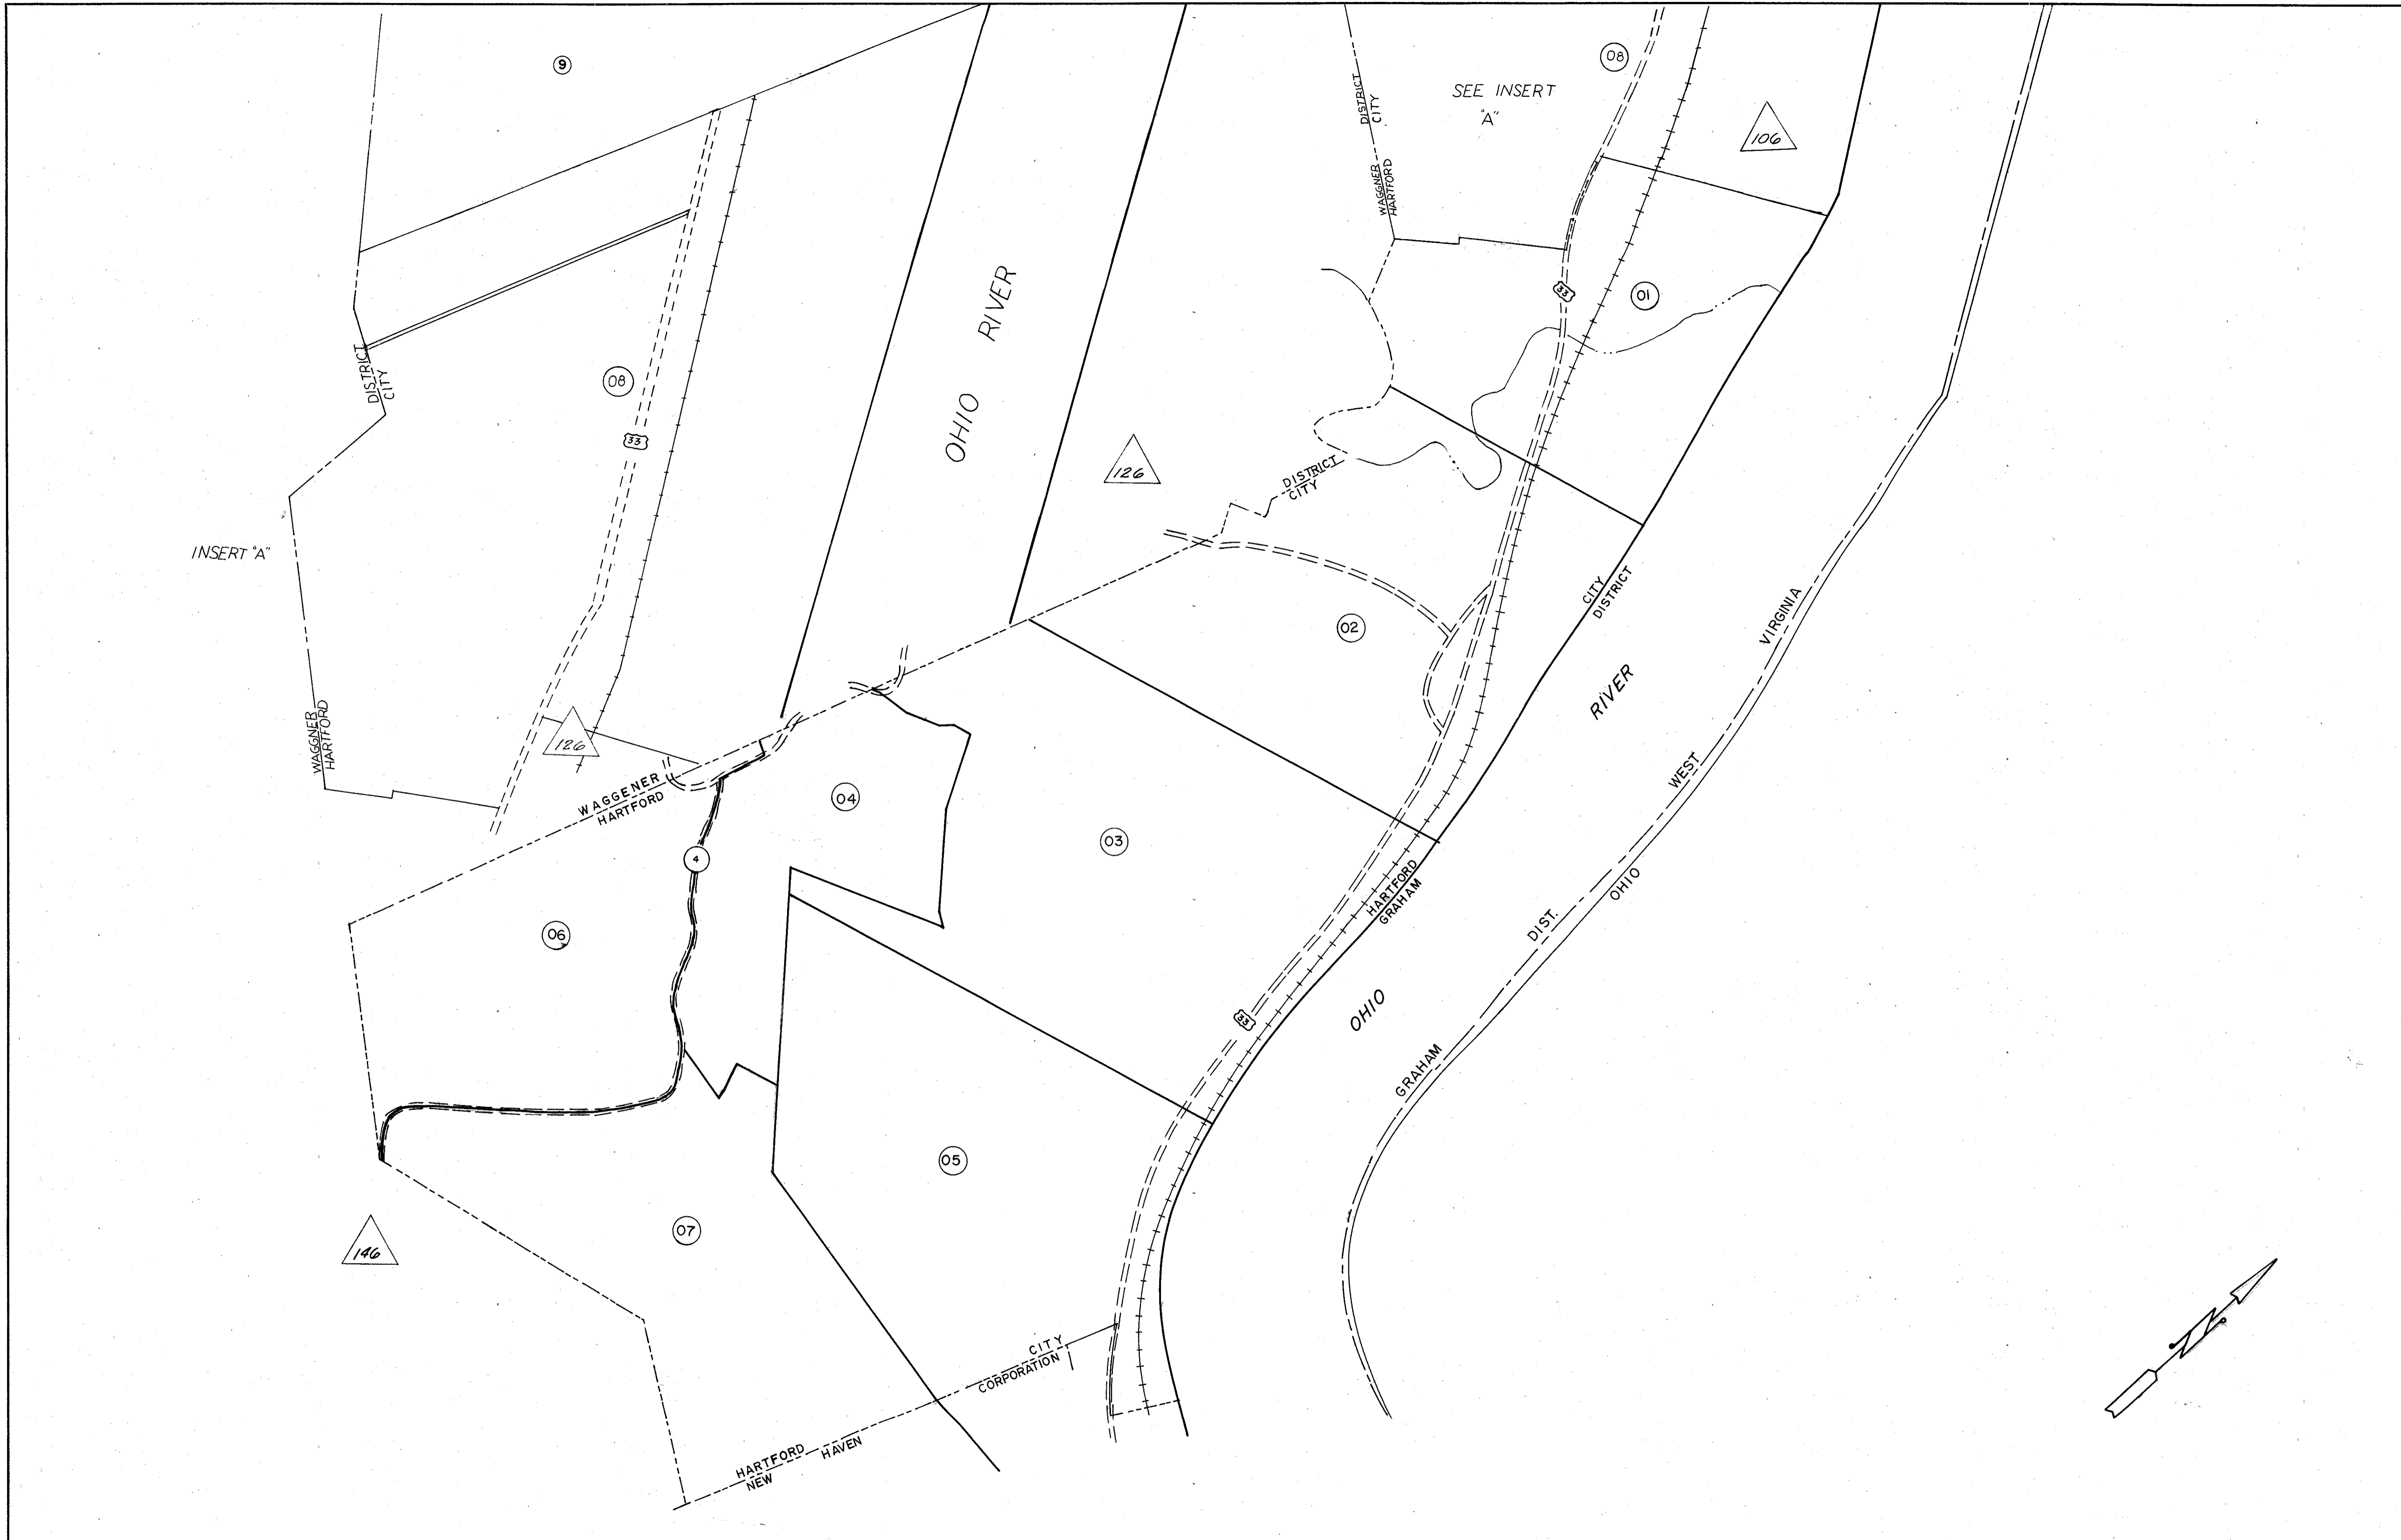 9
08
SEE INSERT
"A"
DISTRICT
CITY
106
WAGGNER
HARTFORD
33
01
OHIO RIVER
DISTRICT
CITY
08
33
126
DISTRICT
CITY
INSERT "A"
CITY
DISTRICT
02
VIRGINIA
RIVER
WAGGNER
HARTFORD
126
WEST
WAGGENER
HARTFORD
04
03
4
HARTFORD
GRAHAM
OHIO
DIST.
06
33
OHIO
GRAHAM
05
07
146
N
CITY
CORPORATION
HARTFORD
NEW HAVEN